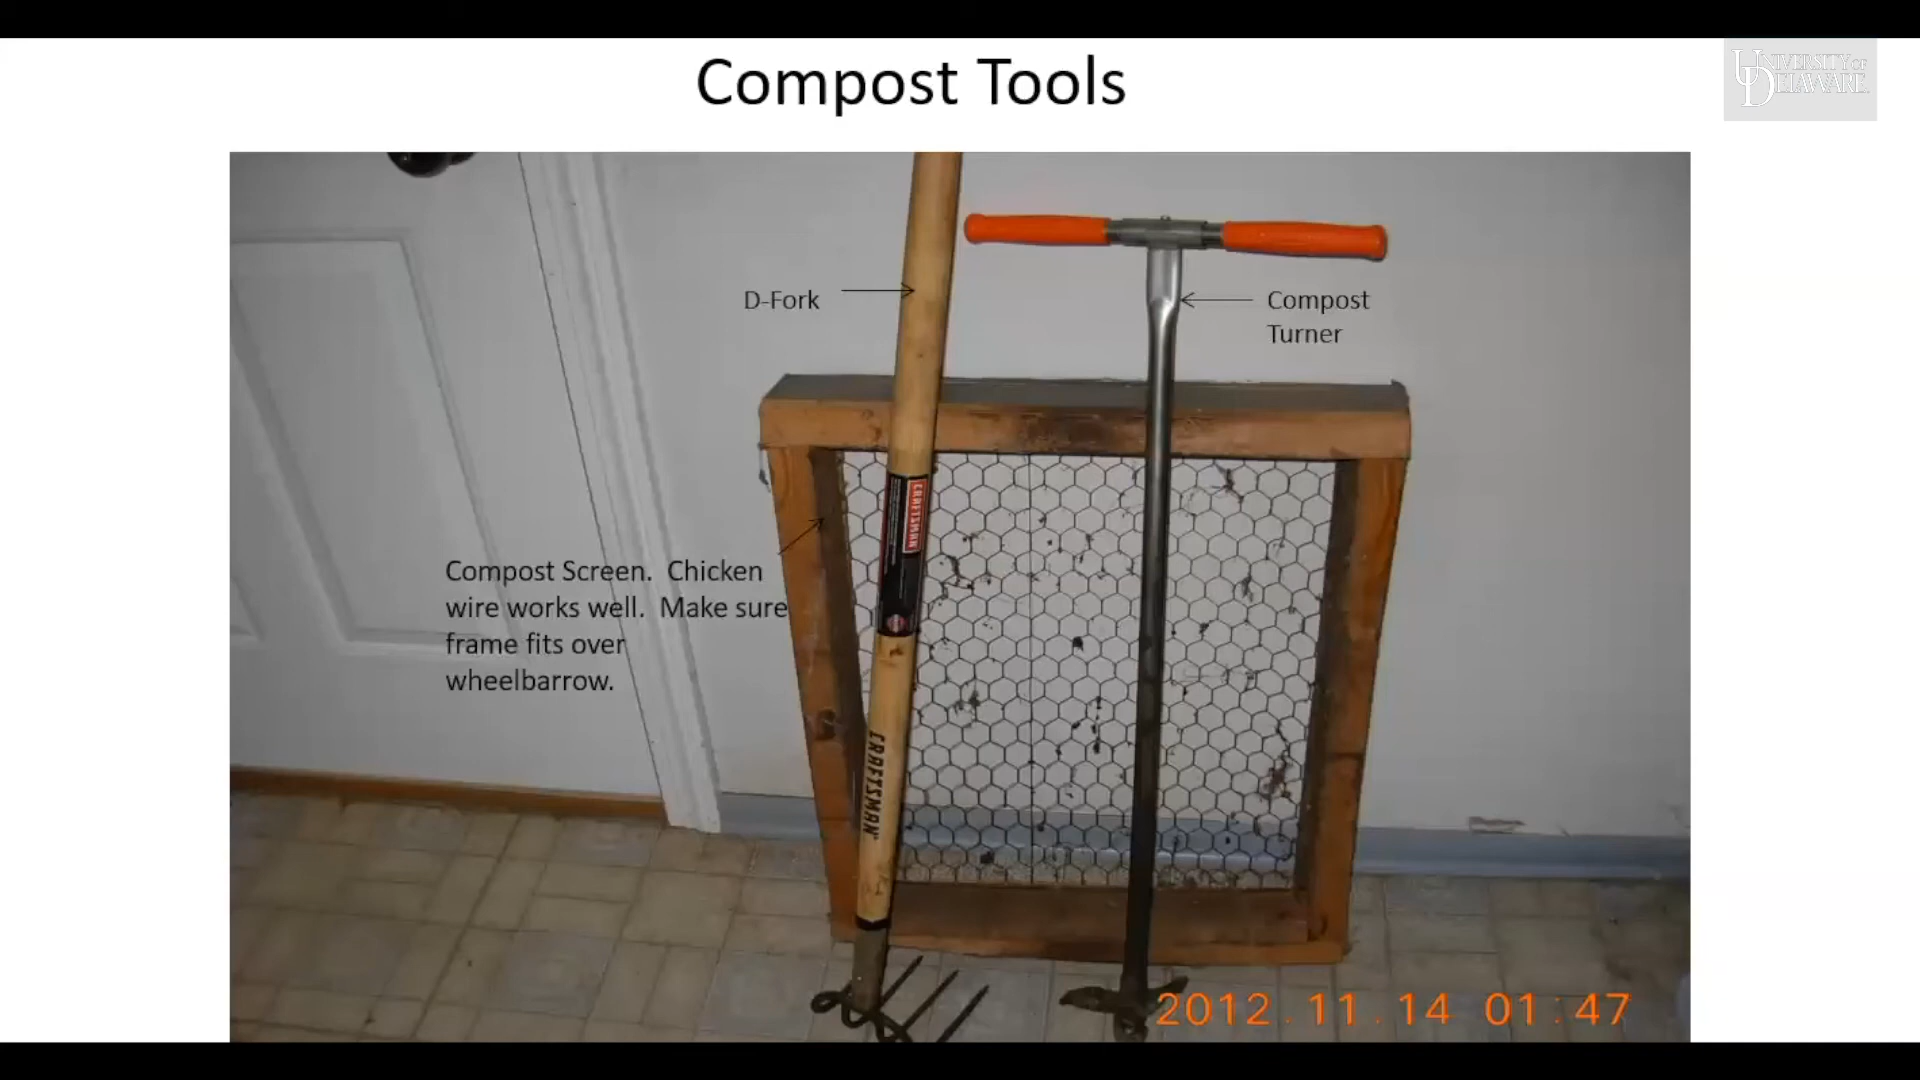 Compost Tools
UNIVERSITY OF
DELAWARE
D-Fork
Compost
Turner
CRAFTSMAN
Compost Screen. Chicken
wire works well. Make sure
frame fits over
wheelbarrow.
CRAFTSMAN
2012.11.14 01:47